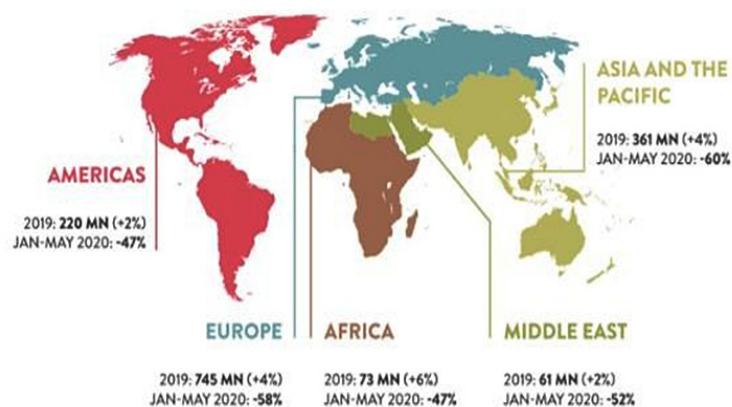 ASIA AND THE
PACIFIC
2019: 361 MN (+4%)
JAN-MAY 2020: -60%
AMERICAS
2019: 220 MN (+2%)
JAN-MAY 2020: -47%
EUROPE
2019: 745 MN (+4%)
JAN-MAY 2020: -58%
AFRICA
2019: 73 MN (+6%)
JAN-MAY 2020: -47%
MIDDLE EAST
2019: 61 MN (+2%)
JAN-MAY 2020: -52%